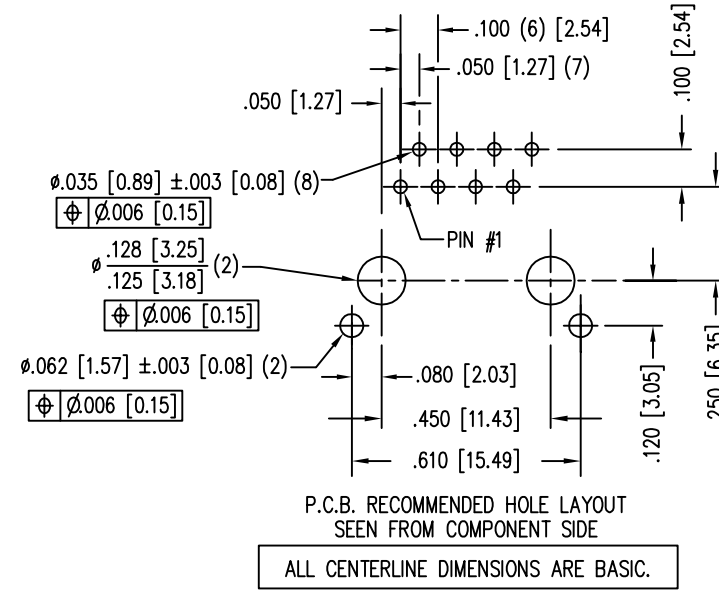 .100 (6) [2.54]
.050 [1.27] (7)
.050 [1.27]
.100 [2.54]
ø.035 [0.89] ±.003 [0.08] (8)
⌖ Ø.006 [0.15]
PIN #1
ø .128 [3.25]
.125 [3.18] (2)
⌖ Ø.006 [0.15]
ø.062 [1.57] ±.003 [0.08] (2)
⌖ Ø.006 [0.15]
.080 [2.03]
.450 [11.43]
.610 [15.49]
.120 [3.05]
.250 [6.35]
P.C.B. RECOMMENDED HOLE LAYOUT
SEEN FROM COMPONENT SIDE
ALL CENTERLINE DIMENSIONS ARE BASIC.